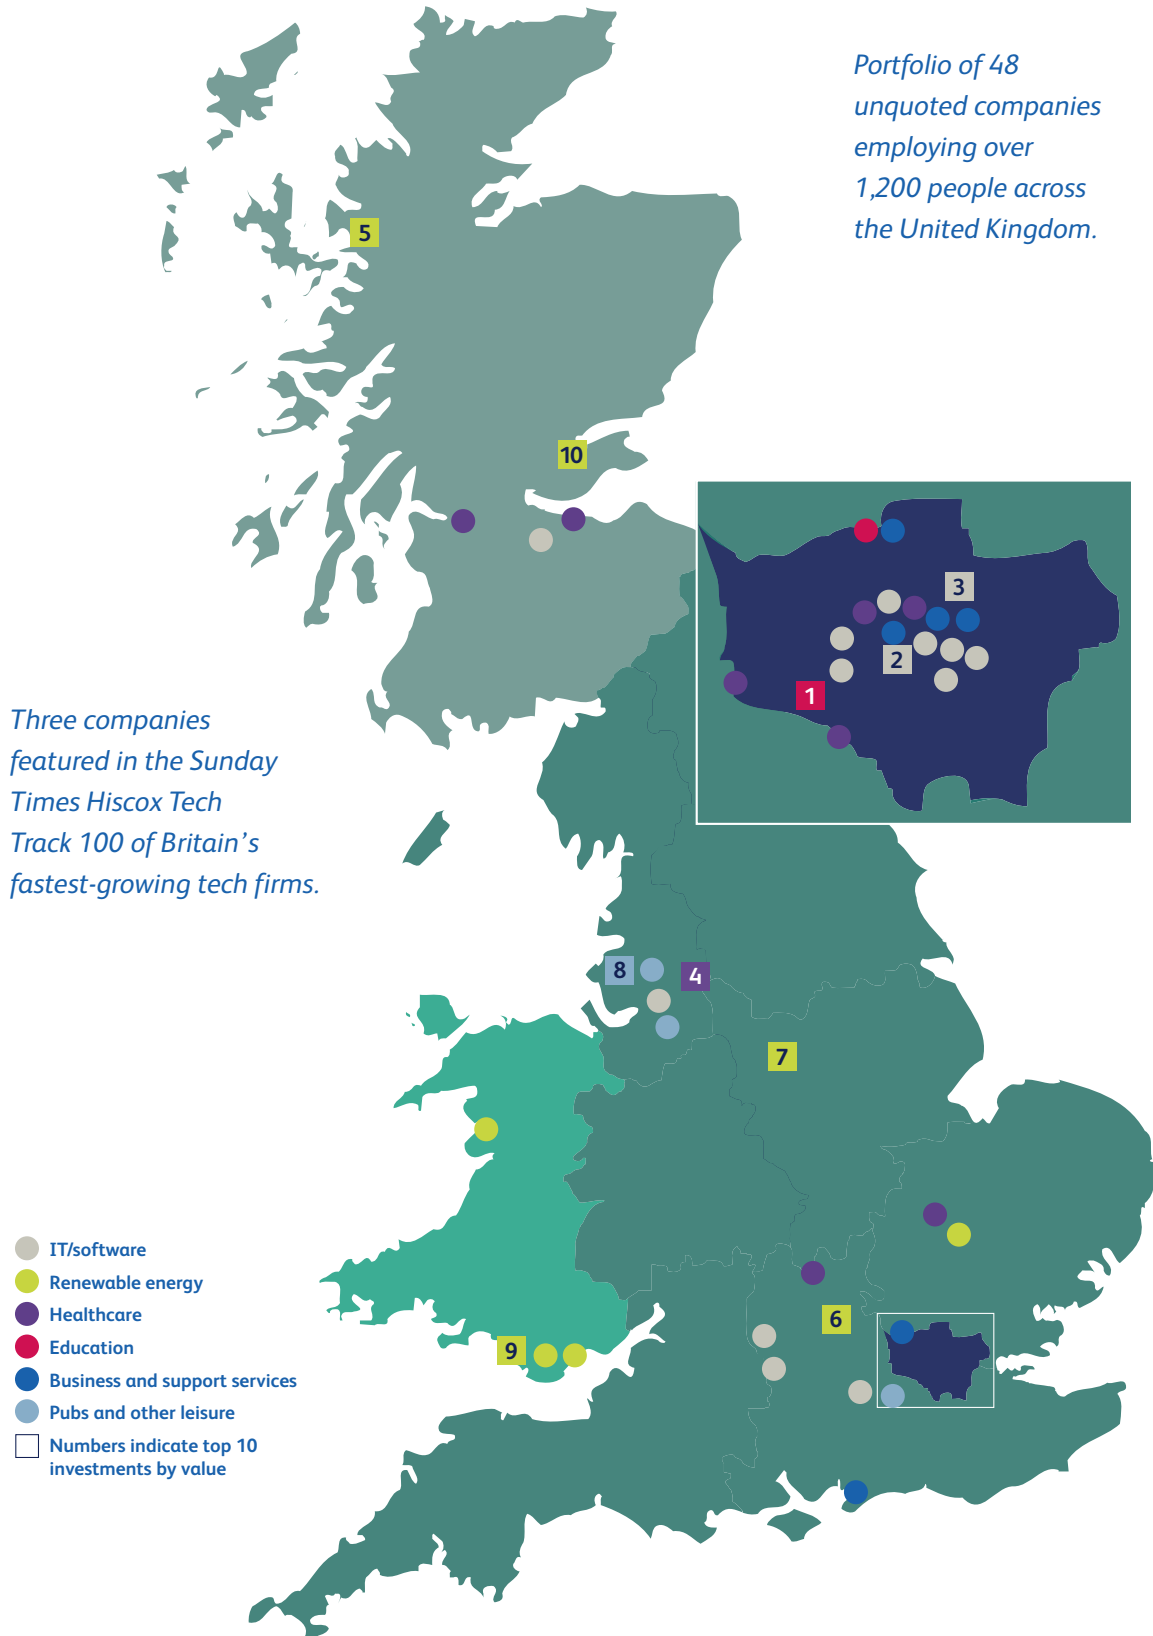 Portfolio of 48
unquoted companies
employing over
1,200 people across
the United Kingdom.
5
10
3
2
1
Three companies
featured in the Sunday
Times Hiscox Tech
Track 100 of Britain's
fastest-growing tech firms.
8
4
7
6
9
IT/software
Renewable energy
Healthcare
Education
Business and support services
Pubs and other leisure
Numbers indicate top 10
investments by value